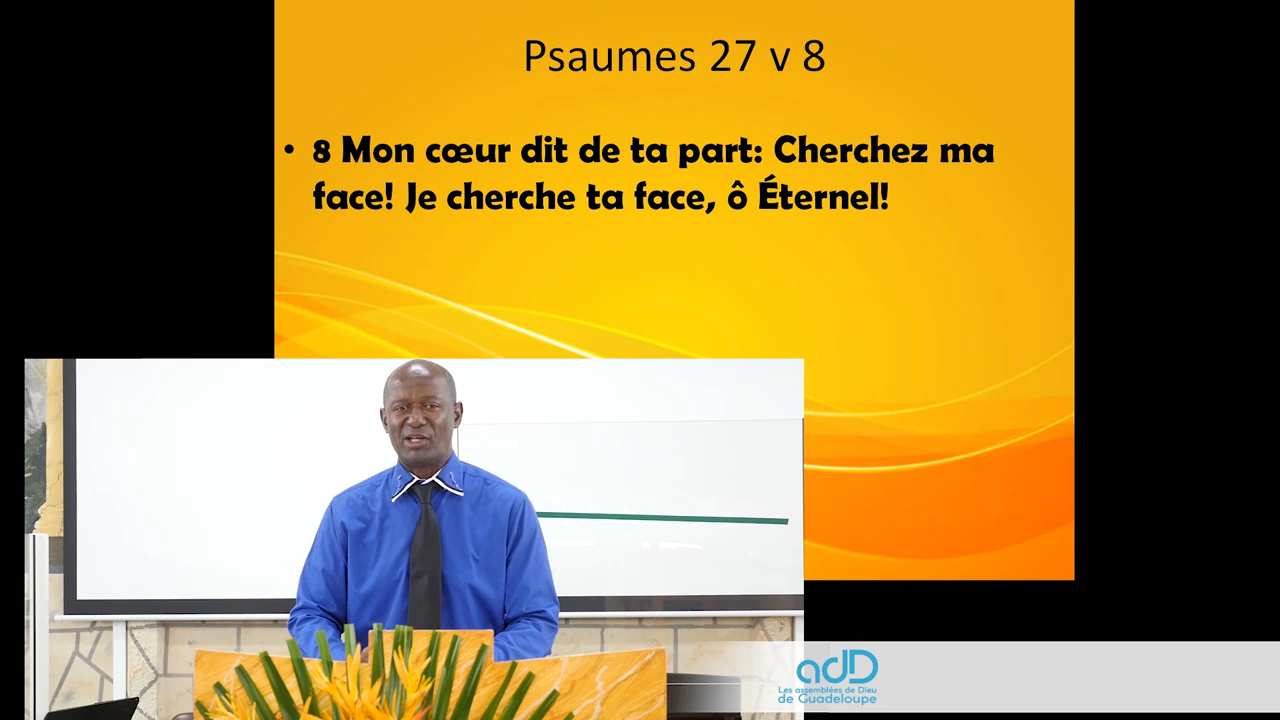 Psaumes 27 v 8
• 8 Mon cœur dit de ta part: Cherchez ma
face! Je cherche ta face, ô Éternel!
adD
Les assemblées de Dieu
de Guadeloupe